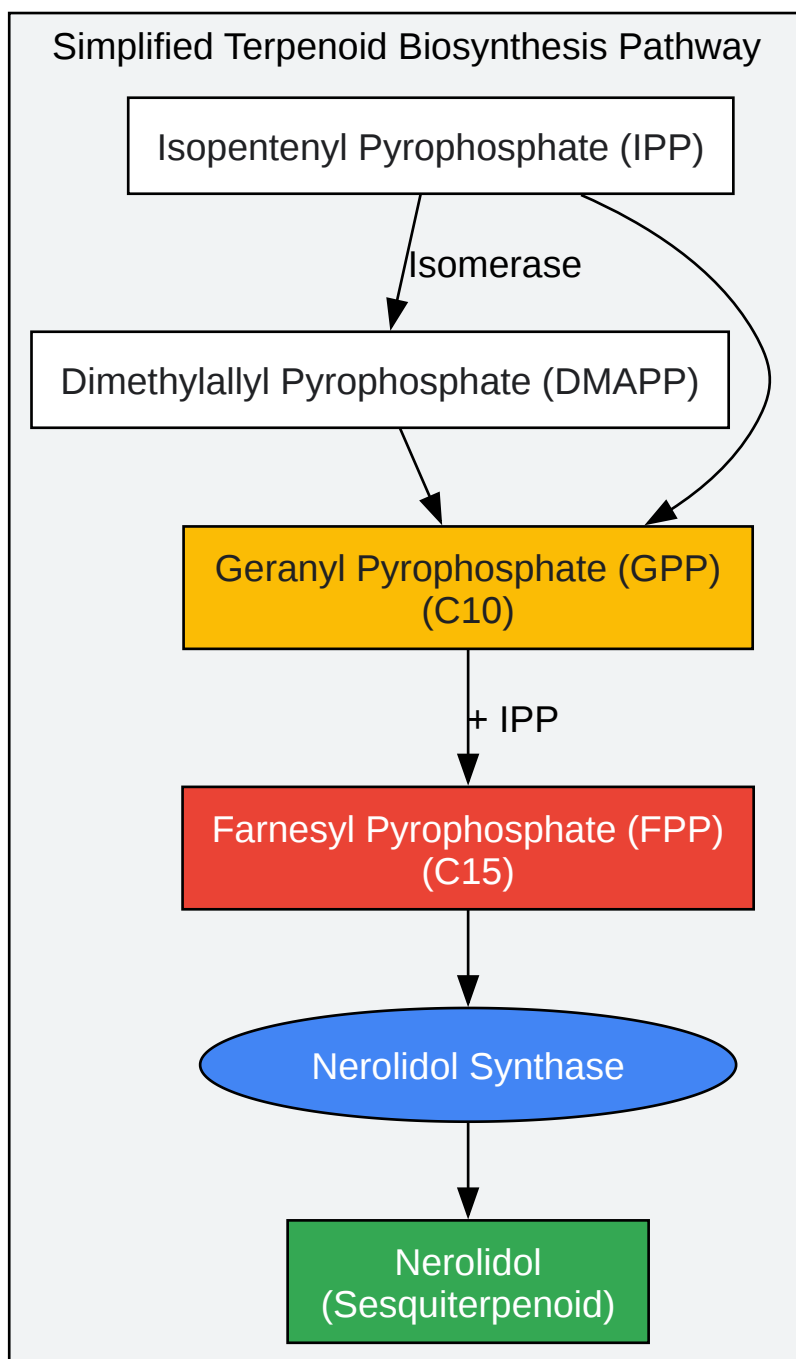 Simplified Terpenoid Biosynthesis Pathway
Isopentenyl Pyrophosphate (IPP)
Isomerase
Dimethylallyl Pyrophosphate (DMAPP)
Geranyl Pyrophosphate (GPP)
(C10)
+ IPP
Farnesyl Pyrophosphate (FPP)
(C15)
Nerolidol Synthase
Nerolidol
(Sesquiterpenoid)